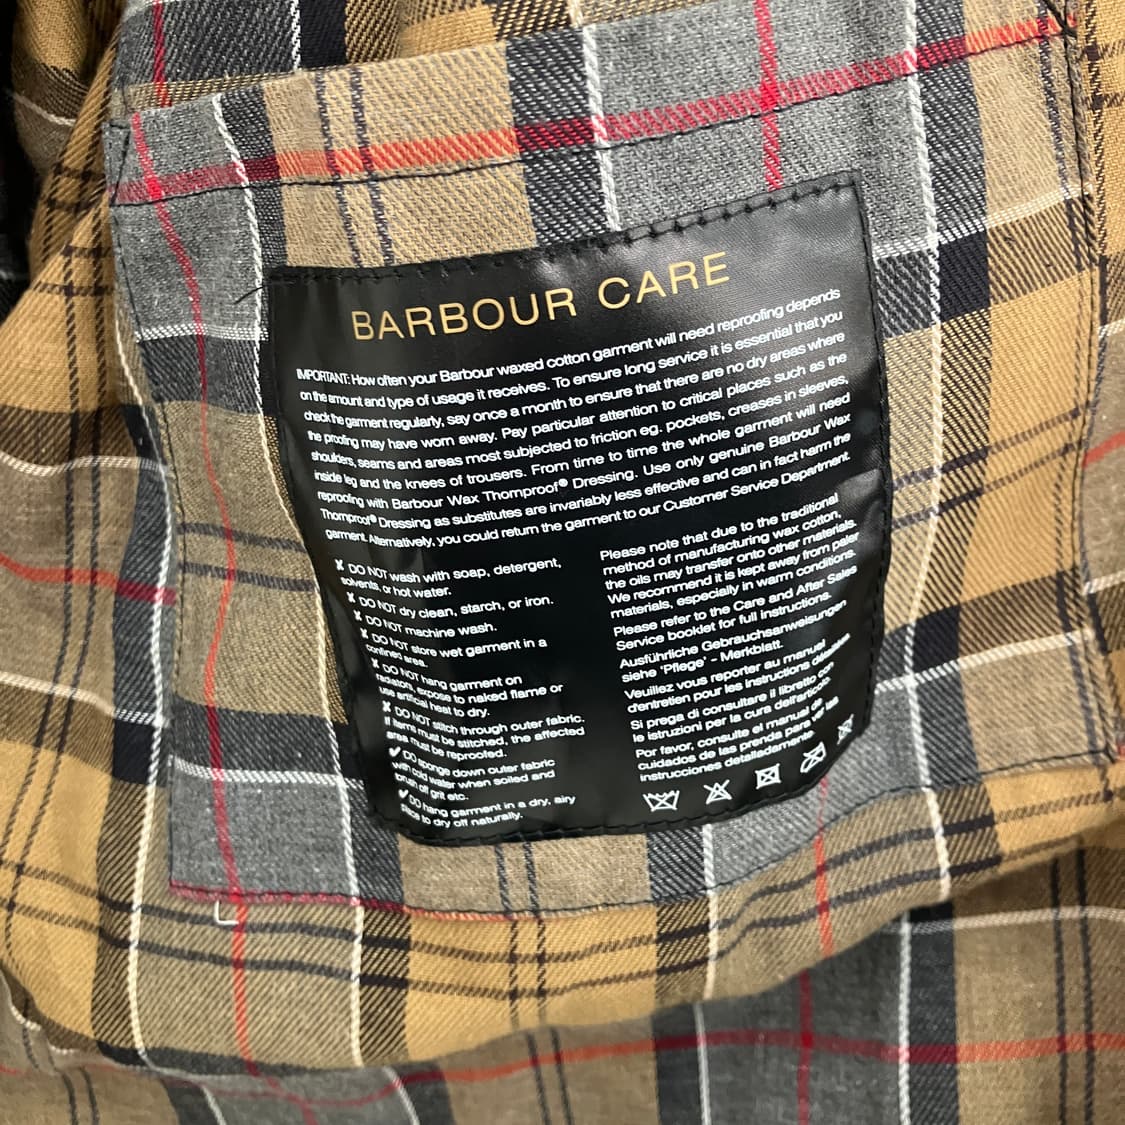 BARBOUR CARE
IMPORTANT: How often your Barbour waxed cotton garment will need reproofing depends
on the amount and type of usage it receives. To ensure long service it is essential that you
check the garment regularly, say once a month to ensure that there are no dry areas where
the proofing may have worn away. Pay particular attention to critical places such as the
shoulders, seams and areas most subjected to friction eg. pockets, creases in sleeves,
inside leg and the knees of trousers. From time to time the whole garment will need
reproofing with Barbour Wax Thornproof® Dressing. Use only genuine Barbour Wax
Thornproof® Dressing as substitutes are invariably less effective and can in fact harm the
garment. Alternatively, you could return the garment to our Customer Service Department.
✘ DO NOT wash with soap, detergent,
solvents, or hot water.
✘ DO NOT dry clean, starch, or iron.
✘ DO NOT machine wash.
✘ DO NOT store wet garment in a
confined area.
✘ DO NOT hang garment on
radiators, expose to naked flame or
use artificial heat to dry.
✘ DO NOT stitch through outer fabric.
If items must be stitched, the affected
area must be reproofed.
✔ DO sponge down outer fabric
with cold water when soiled and
brush off grit etc.
✔ DO hang garment in a dry, airy
place to dry off naturally.
Please note that due to the traditional
method of manufacturing wax cotton,
the oils may transfer onto other materials.
We recommend it is kept away from paler
materials, especially in warm conditions.
Please refer to the Care and After Sales
Service booklet for full instructions.
Ausführliche Gebrauchsanweisungen
siehe 'Pflege' - Merkblatt.
Veuillez vous reporter au manuel
d'entretien pour les instructions détaillées
Si prega di consultare il libretto con
le istruzioni per la cura dell'articolo.
Por favor, consulte el manual de
cuidados de las prenda para ver las
instrucciones detalladamente.